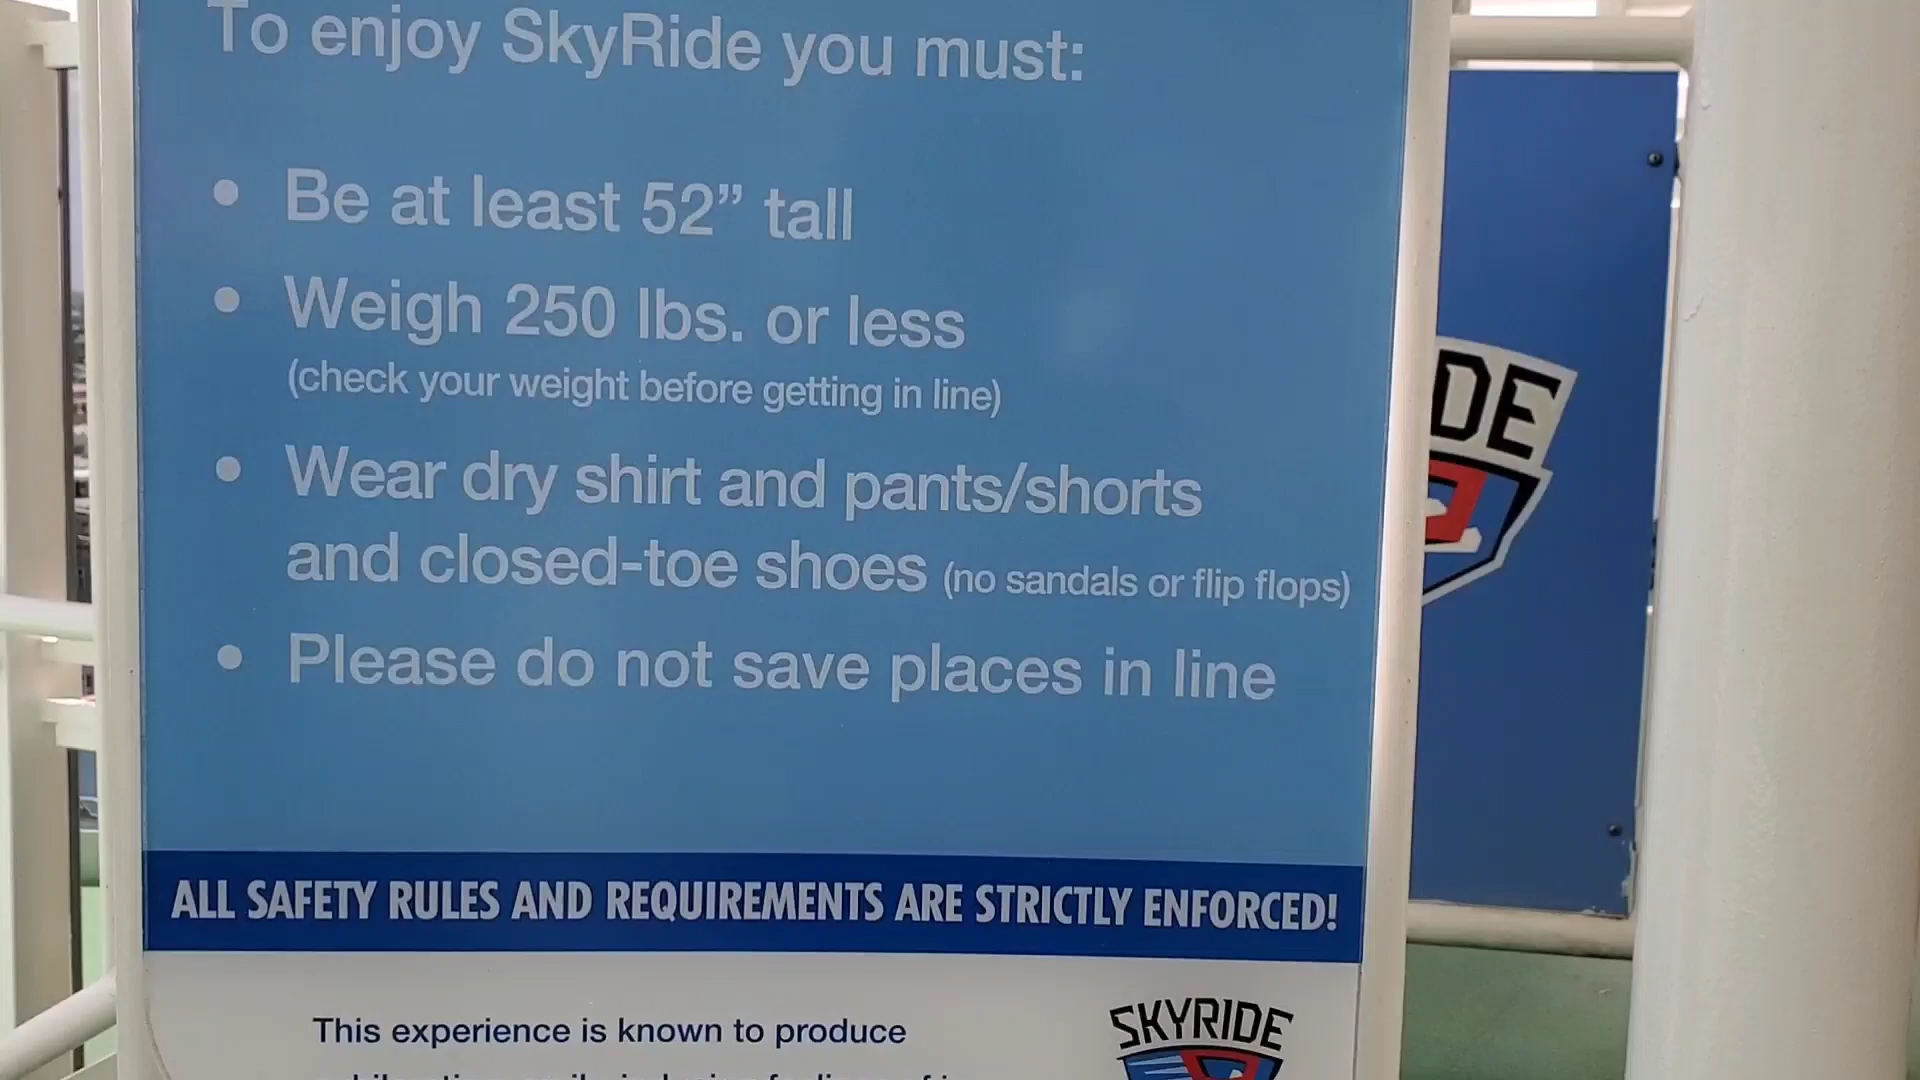 To enjoy SkyRide you must:
• Be at least 52” tall
• Weigh 250 lbs. or less
(check your weight before getting in line)
• Wear dry shirt and pants/shorts
and closed-toe shoes (no sandals or flip flops)
• Please do not save places in line
ALL SAFETY RULES AND REQUIREMENTS ARE STRICTLY ENFORCED!
This experience is known to produce
SKYRIDE
DE